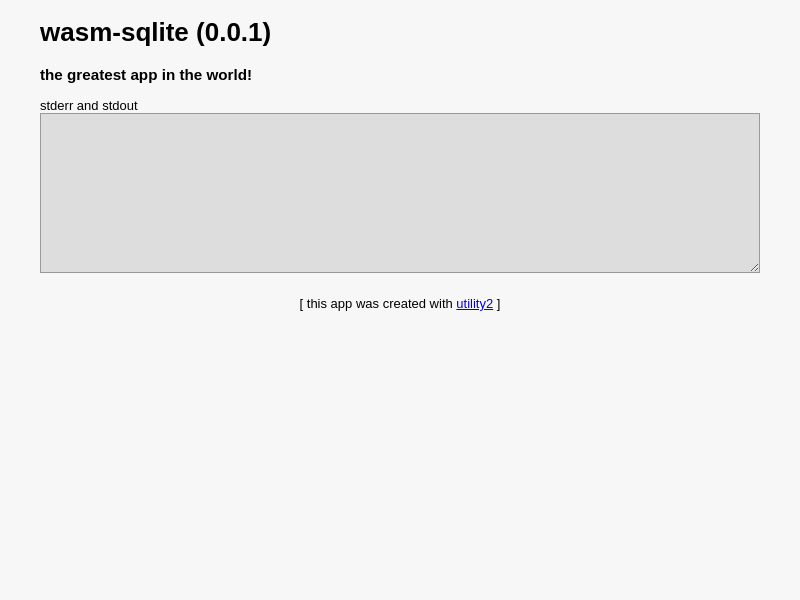 wasm-sqlite (0.0.1)
the greatest app in the world!
stderr and stdout
[ this app was created with utility2 ]